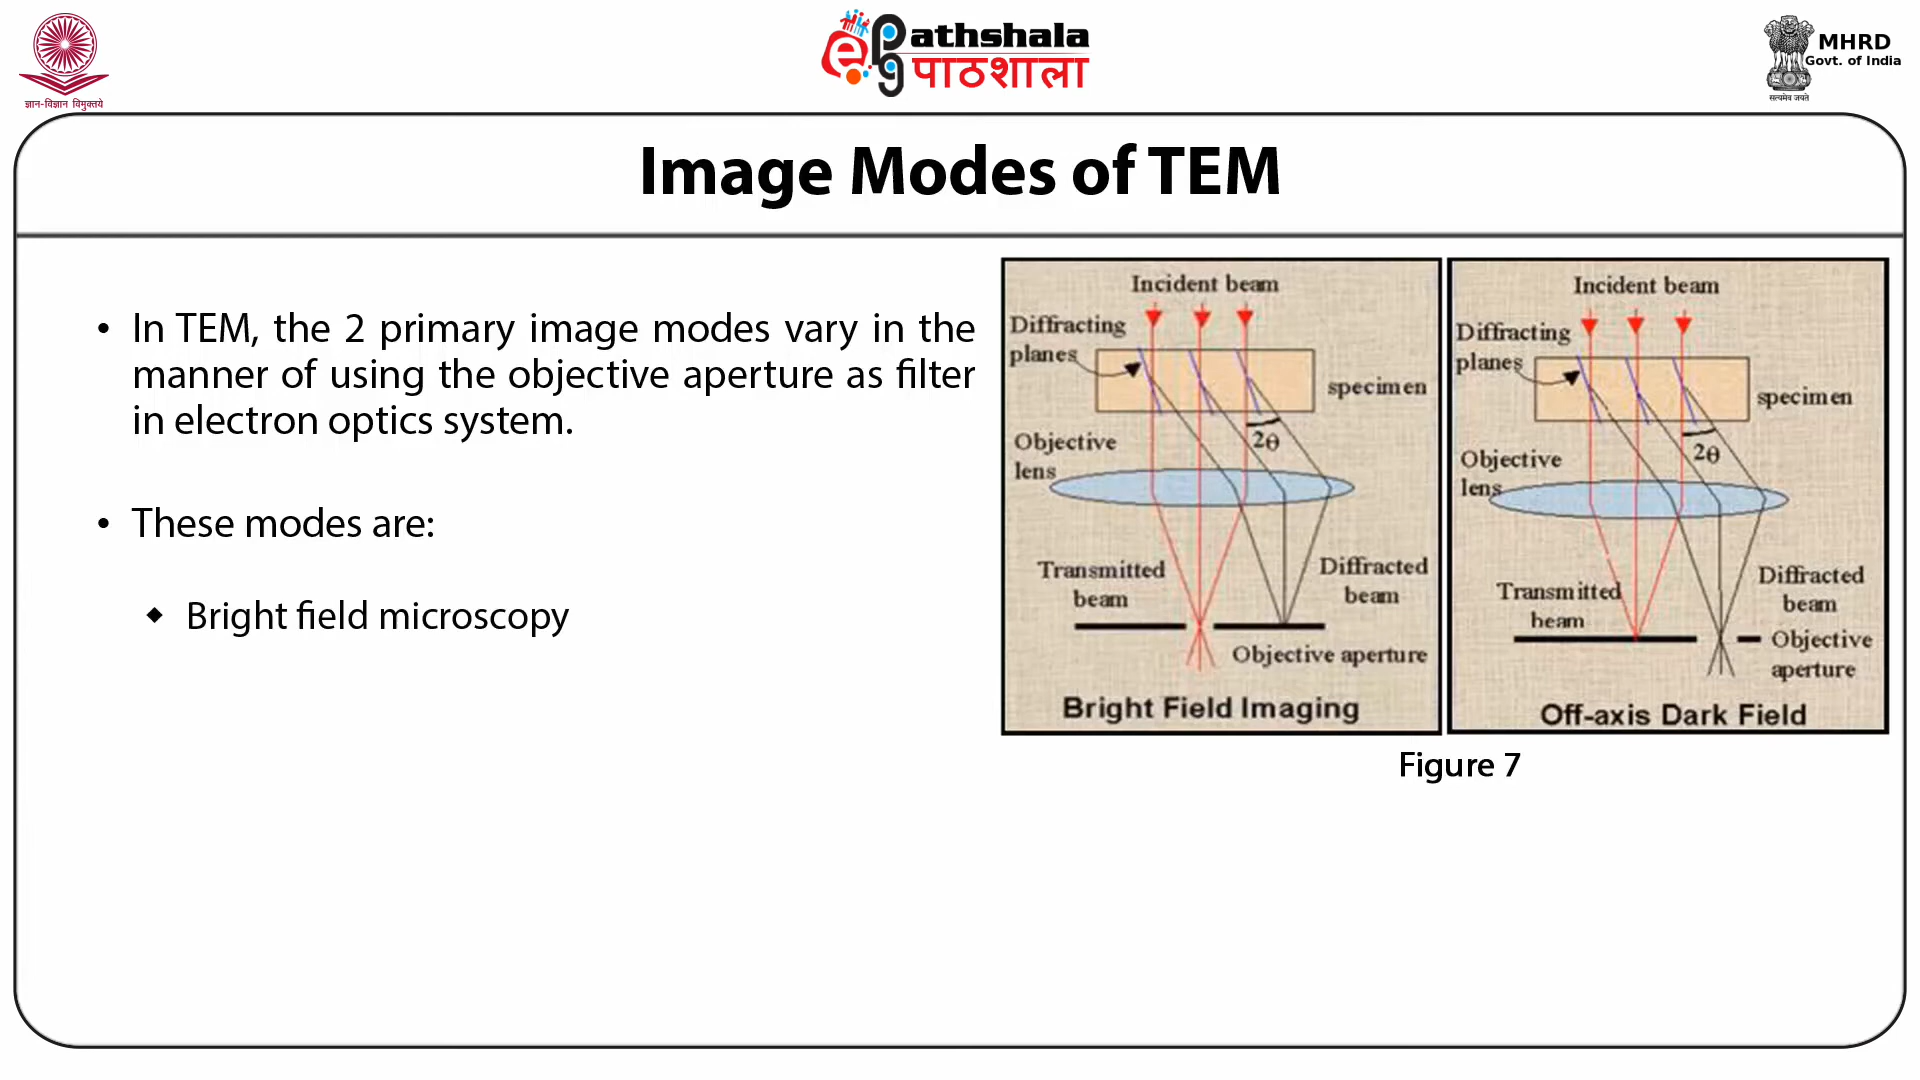 ज्ञान-विज्ञान विमुक्तये
ePathshala
पाठशाला
MHRD
Govt. of India
सत्यमेव जयते
Image Modes of TEM
• In TEM, the 2 primary image modes vary in the
manner of using the objective aperture as filter
in electron optics system.
• These modes are:
◆ Bright field microscopy
Incident beam
Diffracting
planes
specimen
2θ
Objective
lens
Transmitted
beam
Diffracted
beam
Objective aperture
Bright Field Imaging
Incident beam
Diffracting
planes
specimen
2θ
Objective
lens
Transmitted
beam
Diffracted
beam
Objective
aperture
Off-axis Dark Field
Figure 7